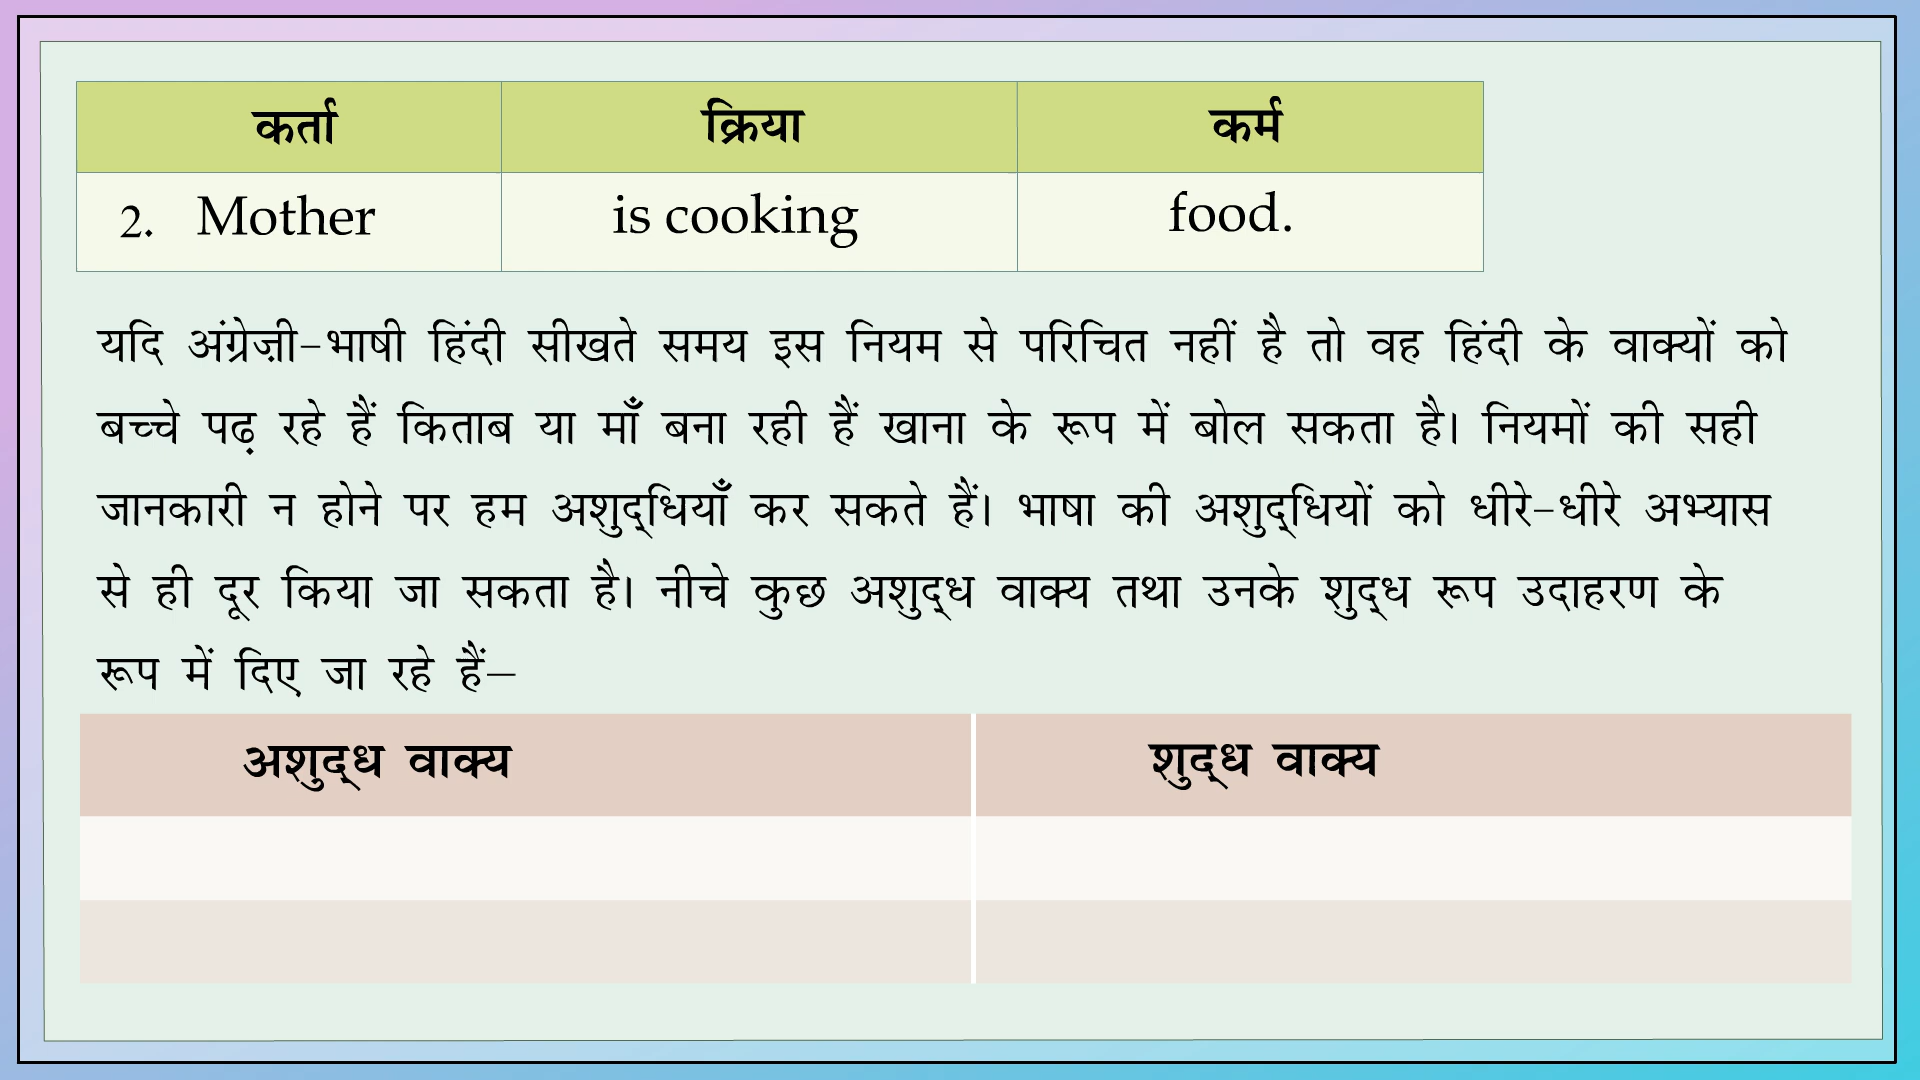 कर्ता क्रिया कर्म
2. Mother is cooking food.
यदि अंग्रेज़ी-भाषी हिंदी सीखते समय इस नियम से परिचित नहीं है तो वह हिंदी के वाक्यों को
बच्चे पढ़ रहे हैं किताब या माँ बना रही हैं खाना के रूप में बोल सकता है। नियमों की सही
जानकारी न होने पर हम अशुद्‌धियाँ कर सकते हैं। भाषा की अशुद्‌धियों को धीरे-धीरे अभ्यास
से ही दूर किया जा सकता है। नीचे कुछ अशुद्‌ध वाक्य तथा उनके शुद्‌ध रूप उदाहरण के
रूप में दिए जा रहे हैं–
अशुद्‌ध वाक्य शुद्‌ध वाक्य